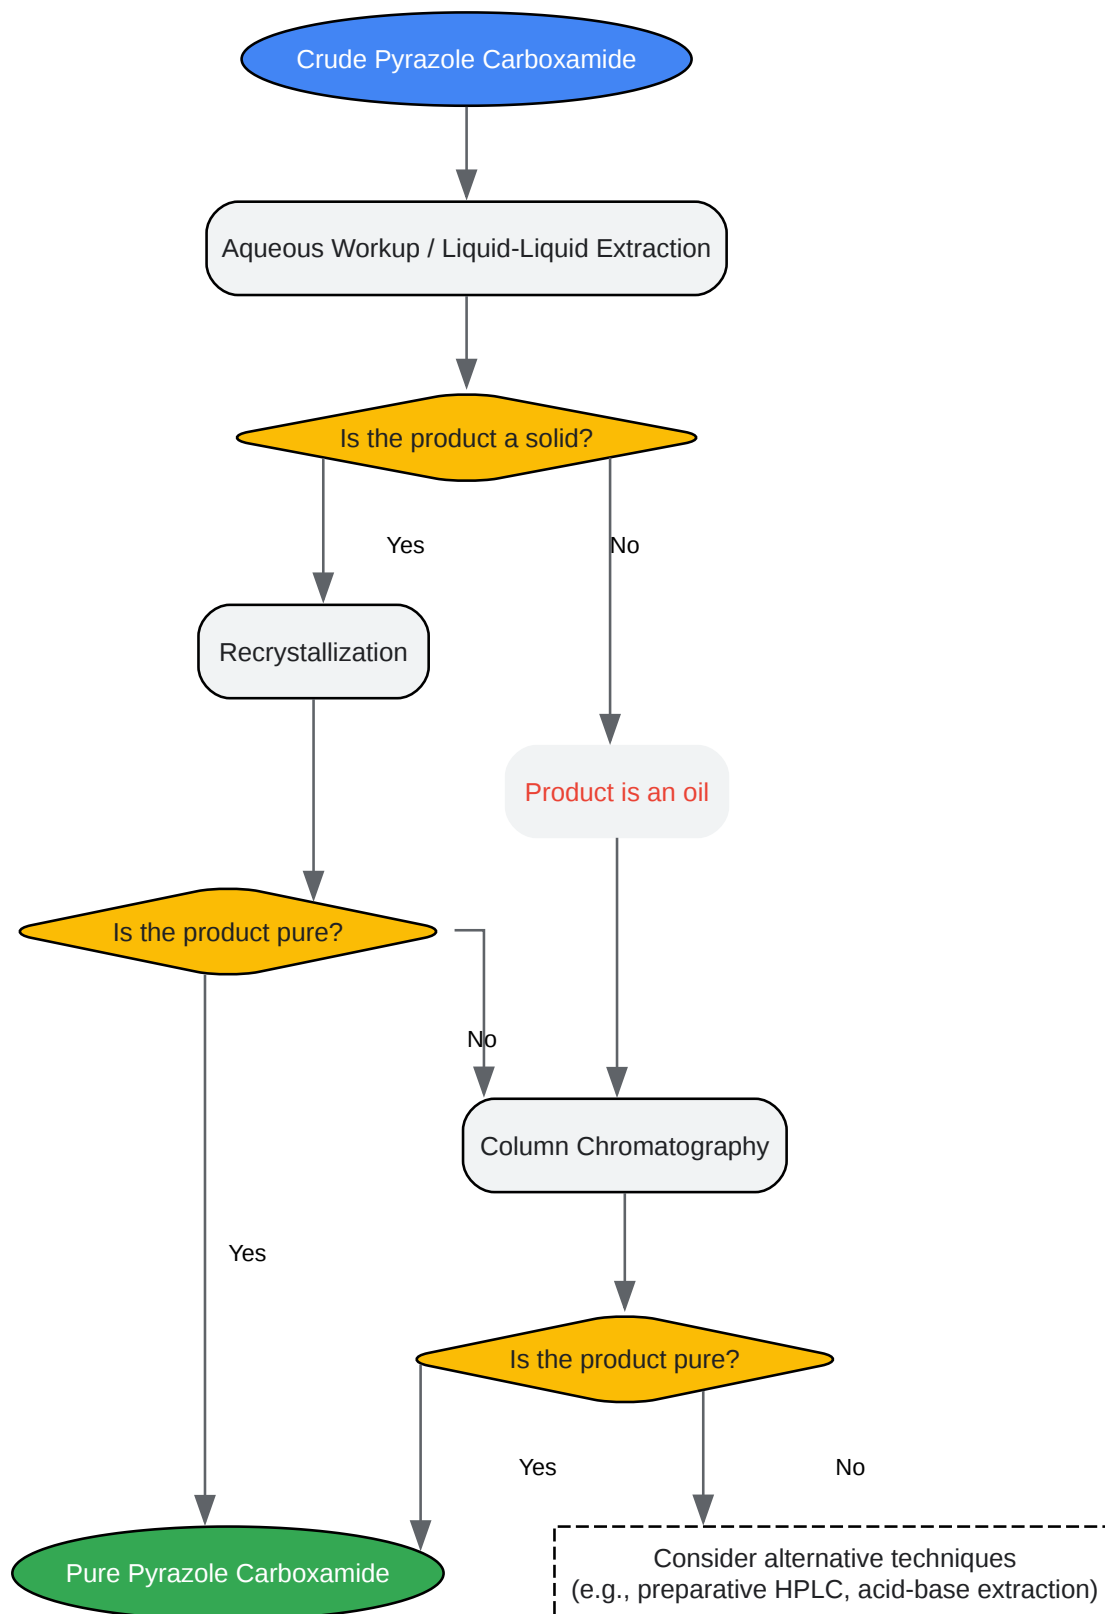 Crude Pyrazole Carboxamide
Aqueous Workup / Liquid-Liquid Extraction
Is the product a solid?
Yes
No
Recrystallization
Product is an oil
Is the product pure?
No
Column Chromatography
Yes
Is the product pure?
Yes
No
Pure Pyrazole Carboxamide
Consider alternative techniques
(e.g., preparative HPLC, acid-base extraction)